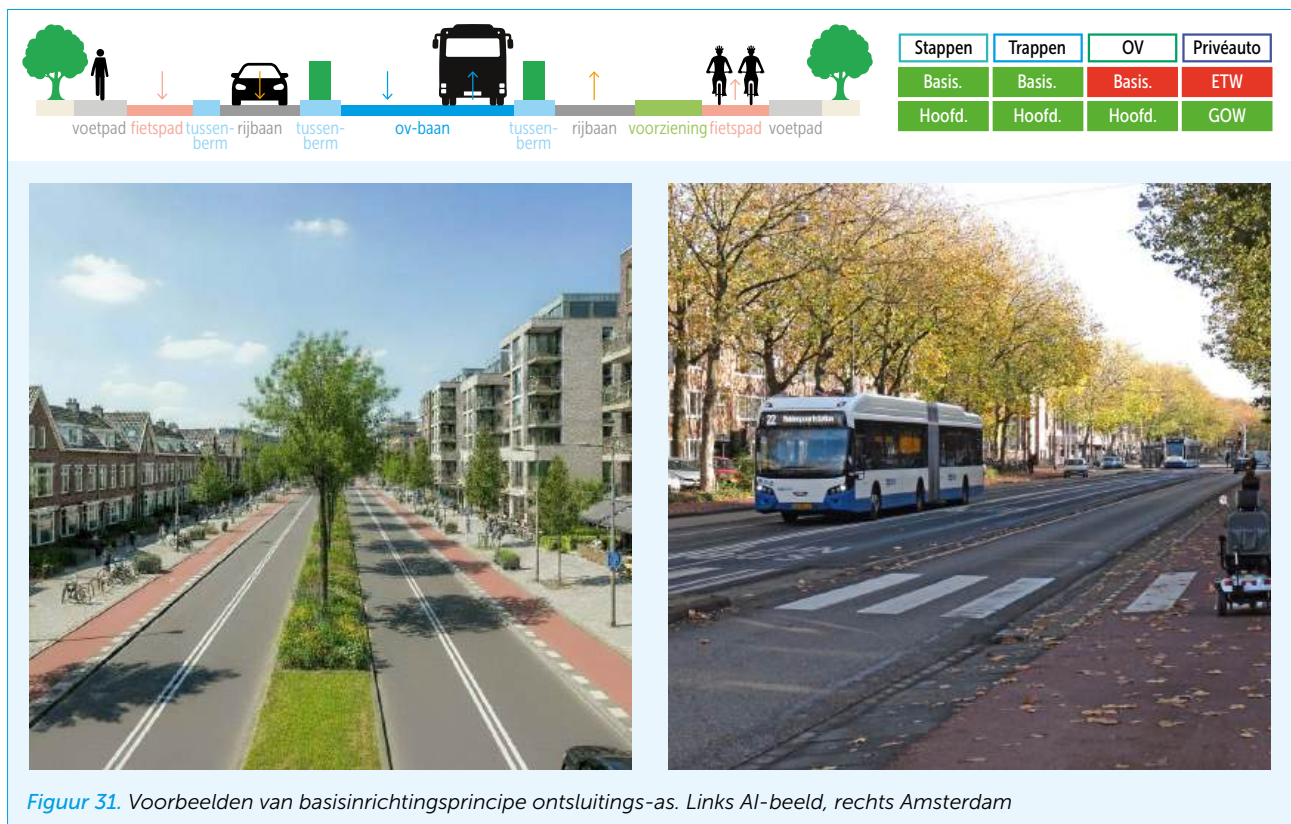 voetpad fietspad tussen-berm rijbaan tussen-berm ov-baan tussen-berm rijbaan voorziening fietspad voetpad
Stappen Trappen OV Privéauto
Basis. Basis. Basis. ETW
Hoofd. Hoofd. Hoofd. GOW
22
Figuur 31. Voorbeelden van basisinrichtingsprincipe ontsluitings-as. Links AI-beeld, rechts Amsterdam